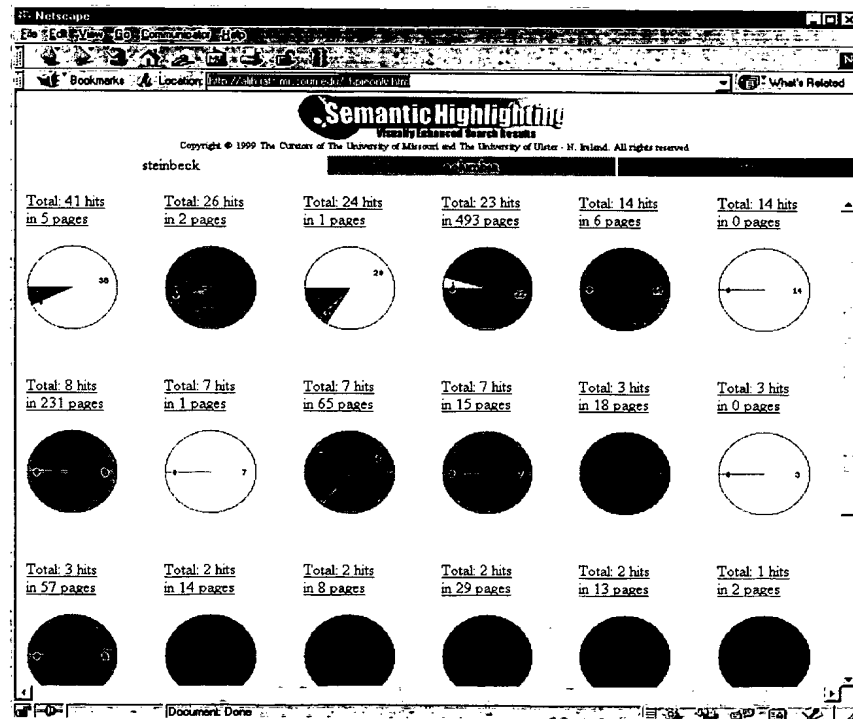 Netscape
File Edit View Go Communicator Help
Bookmarks Location: What's Related
Semantic Highlighting
Visually Enhanced Search Results
Copyright © 1999 The Curators of The University of Missouri and The University of Ulster - N. Ireland. All rights reserved
steinbeck
Total: 41 hits Total: 26 hits Total: 24 hits Total: 23 hits Total: 14 hits Total: 14 hits
in 5 pages in 2 pages in 1 pages in 493 pages in 6 pages in 0 pages
14
Total: 8 hits Total: 7 hits Total: 7 hits Total: 7 hits Total: 3 hits Total: 3 hits
in 231 pages in 1 pages in 65 pages in 15 pages in 18 pages in 0 pages
7 3
Total: 3 hits Total: 2 hits Total: 2 hits Total: 2 hits Total: 2 hits Total: 1 hits
in 57 pages in 14 pages in 8 pages in 29 pages in 13 pages in 2 pages
Document: Done